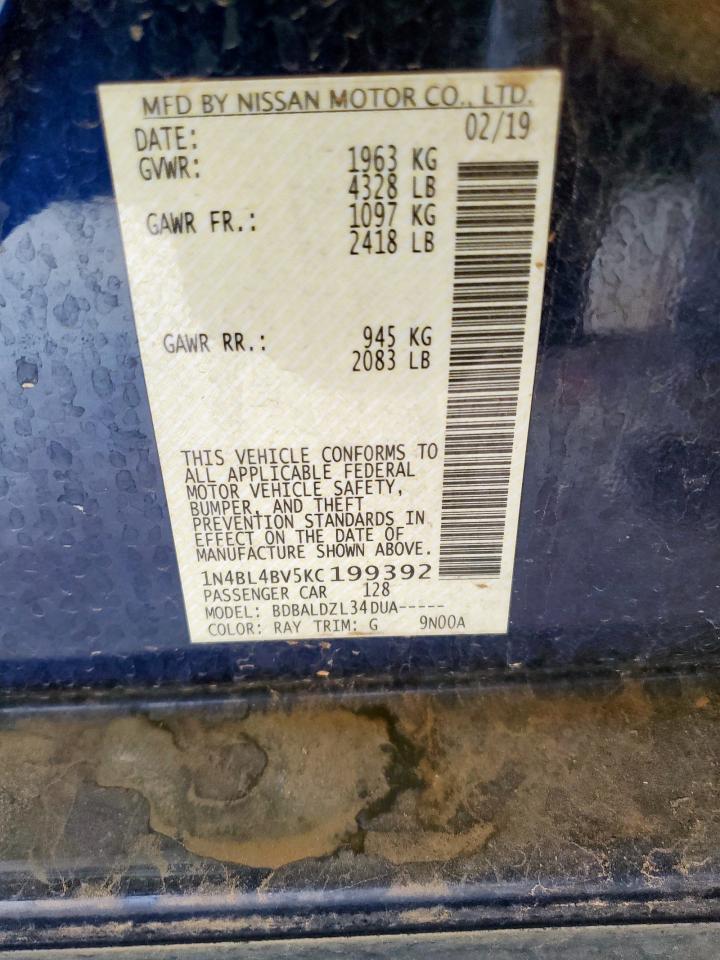 MFD BY NISSAN MOTOR CO., LTD.
DATE: 02/19
GVWR: 1963 KG
4328 LB
GAWR FR.: 1097 KG
2418 LB
GAWR RR.: 945 KG
2083 LB
THIS VEHICLE CONFORMS TO
ALL APPLICABLE FEDERAL
MOTOR VEHICLE SAFETY,
BUMPER, AND THEFT
PREVENTION STANDARDS IN
EFFECT ON THE DATE OF
MANUFACTURE SHOWN ABOVE.
1N4BL4BV5KC199392
PASSENGER CAR 128
MODEL: BDBALDZL34DUA-----
COLOR: RAY TRIM: G 9N00A